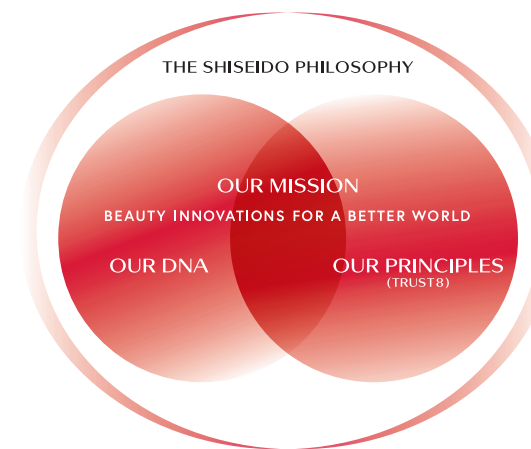 THE SHISEIDO PHILOSOPHY
OUR MISSION
BEAUTY INNOVATIONS FOR A BETTER WORLD
OUR DNA
OUR PRINCIPLES
(TRUST8)